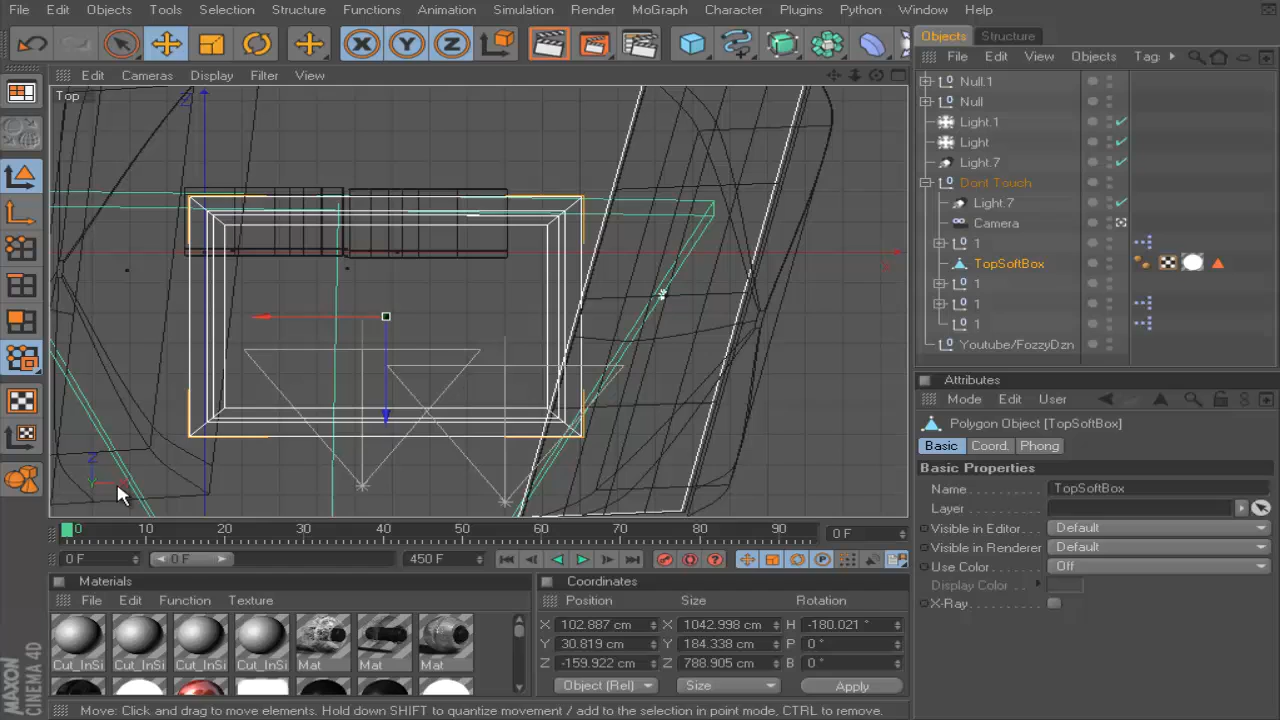 File Edit Objects Tools Selection Structure Functions Animation Simulation Render MoGraph Character Plugins Python Window Help
X Y Z
Objects Structure
File Edit View Objects Tag
Edit Cameras Display Filter View
Top
Null.1
Null
Light.1
Light
Light.7
Dont Touch
Light.7
Camera
1
TopSoftBox
1
1
1
Youtube/FozzyDzn
Attributes
Mode Edit User
Polygon Object [TopSoftBox]
Basic Coord. Phong
Basic Properties
Name TopSoftBox
Layer
Visible in Editor Default
Visible in Renderer Default
Use Color Off
Display Color
X-Ray
Z
0 10 20 30 40 50 60 70 80 90 0 F
0 F 0 F 450 F
Materials
File Edit Function Texture
Cut_InSi Cut_InSi Cut_InSi Cut_InSi Mat Mat Mat
Coordinates
Position Size Rotation
X 102.887 cm X 1042.998 cm H -180.021 °
Y 30.819 cm Y 184.338 cm P 0 °
Z -159.922 cm Z 788.905 cm B 0 °
Object (Rel) Size Apply
MAXON
CINEMA 4D
Move: Click and drag to move elements. Hold down SHIFT to quantize movement / add to the selection in point mode, CTRL to remove.